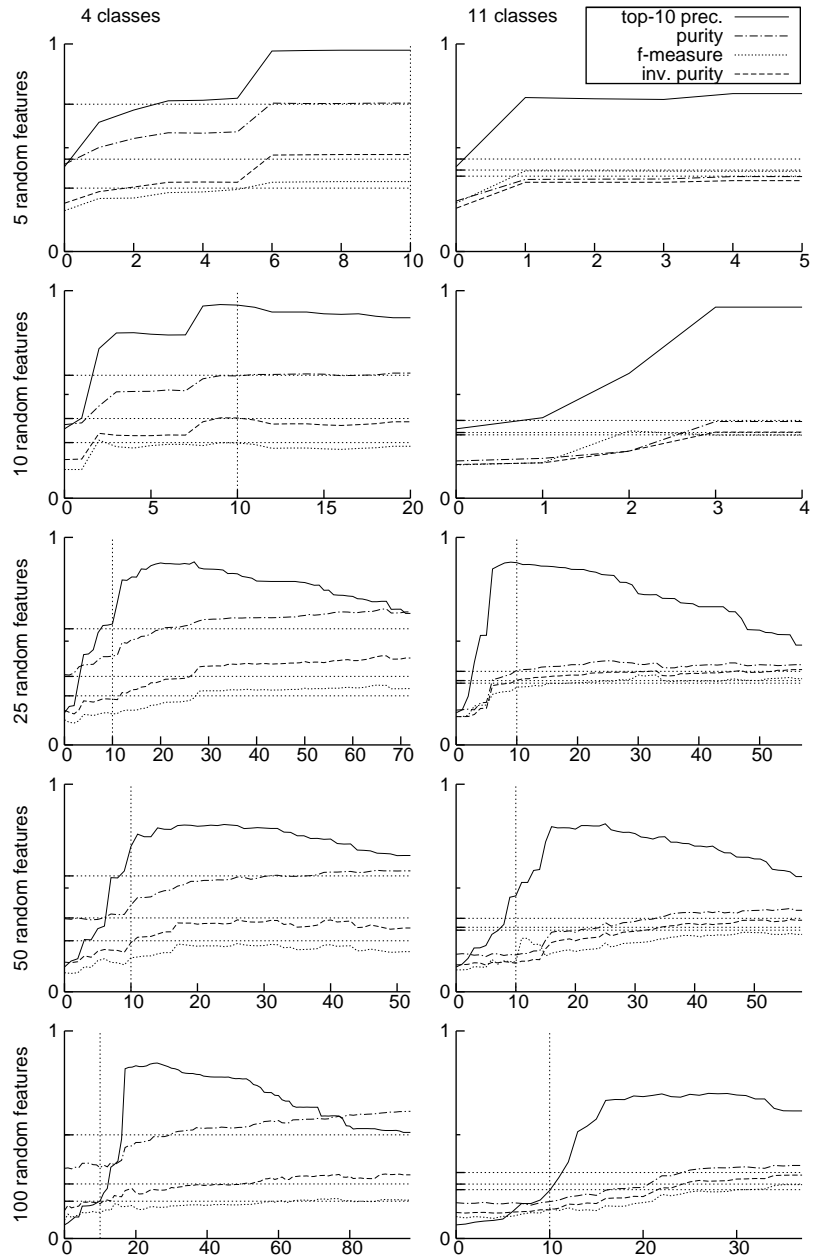 4 classes
11 classes
top-10 prec.
purity
f-measure
inv. purity
5 random features
1
0
0 2 4 6 8 10
1
0
0 1 2 3 4 5
10 random features
1
0
0 5 10 15 20
1
0
0 1 2 3 4
25 random features
1
0
0 10 20 30 40 50 60 70
1
0
0 10 20 30 40 50
50 random features
1
0
0 10 20 30 40 50
1
0
0 10 20 30 40 50
100 random features
1
0
0 20 40 60 80
1
0
0 10 20 30